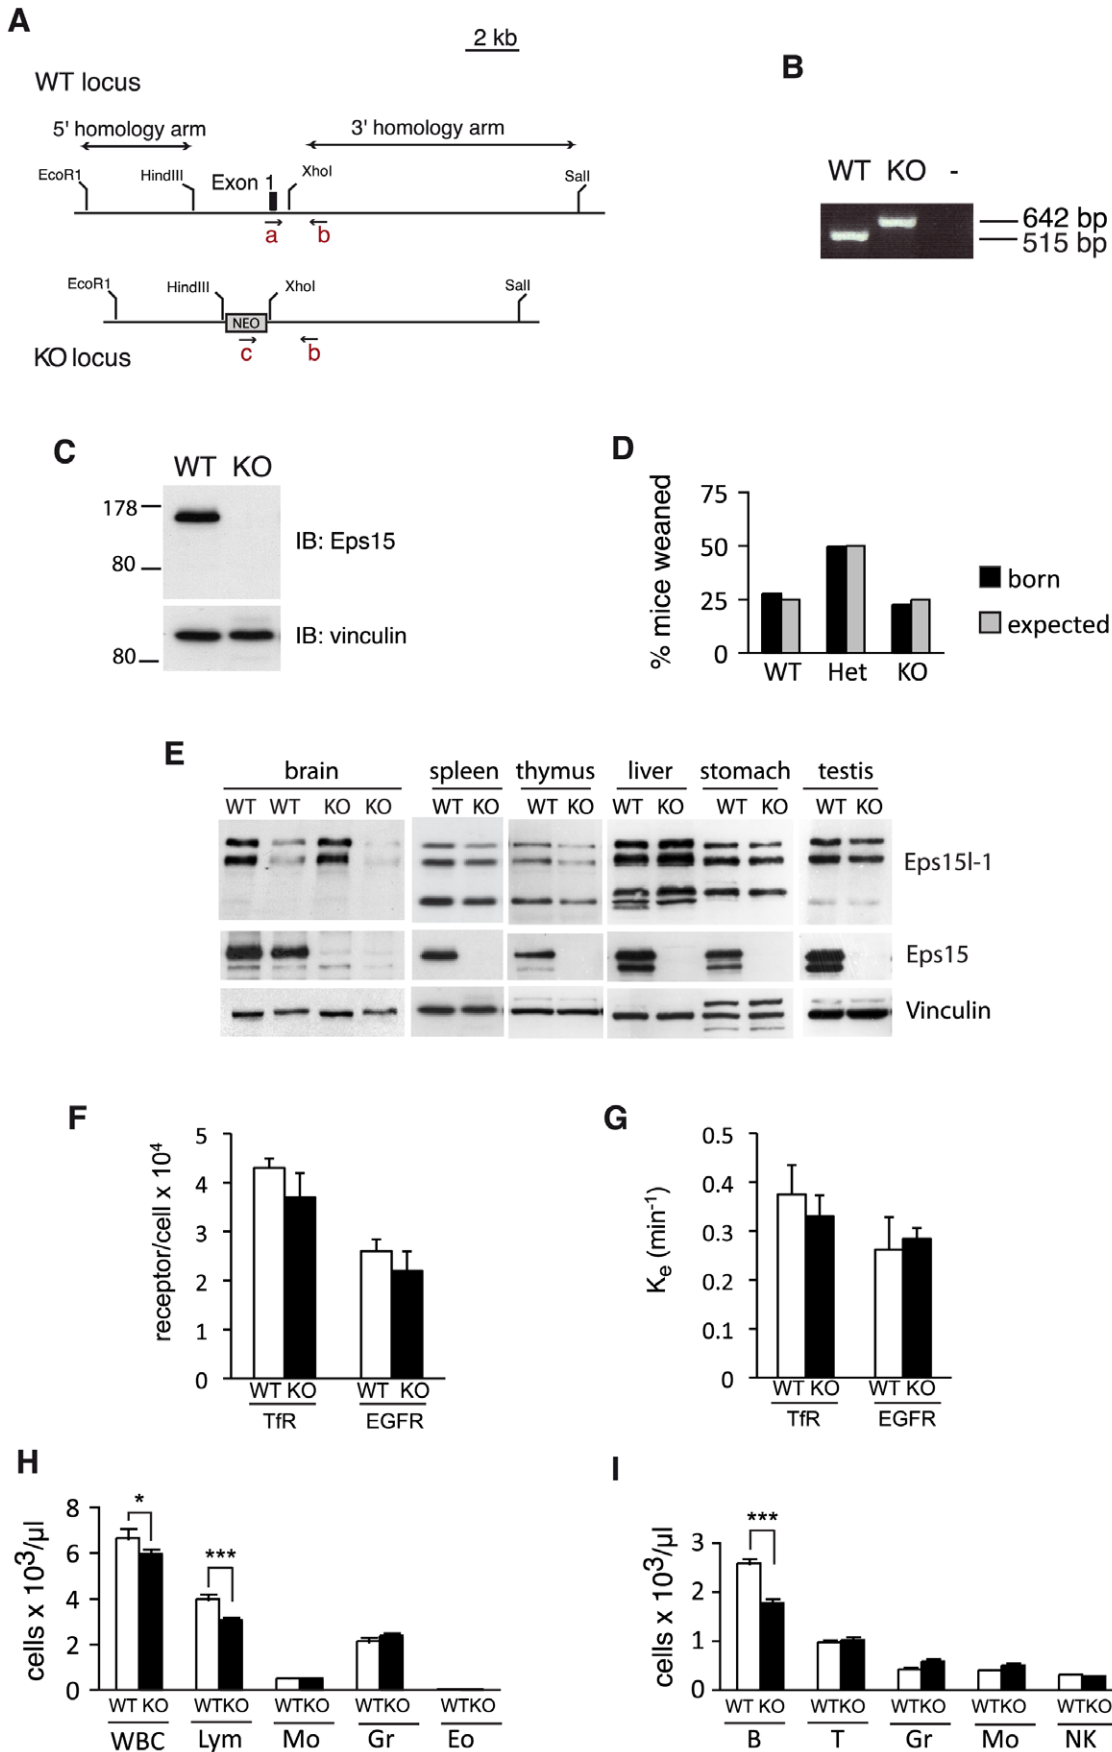 A
2 kb
WT locus
5' homology arm
3' homology arm
EcoR1
HindIII
Exon 1
XhoI
SalI
a
b
EcoR1
HindIII
XhoI
SalI
NEO
c
b
KO locus
B
WT KO -
642 bp
515 bp
C
WT KO
178
80
IB: Eps15
80
IB: vinculin
D
% mice weaned
75
50
25
0
WT Het KO
born
expected
E
brain spleen thymus liver stomach testis
WT WT KO KO WT KO WT KO WT KO WT KO WT KO
Eps15l-1
Eps15
Vinculin
F
receptor/cell x 10⁴
5
4
3
2
1
0
WT KO WT KO
TfR EGFR
G
Kₑ (min⁻¹)
0.5
0.4
0.3
0.2
0.1
0
WT KO WT KO
TfR EGFR
H
cells x 10³/µl
8
6
4
2
0
*
***
WT KO WTKO WTKO WTKO WTKO
WBC Lym Mo Gr Eo
I
cells x 10³/µl
3
2
1
0
***
WT KO WTKO WTKO WTKO WTKO
B T Gr Mo NK